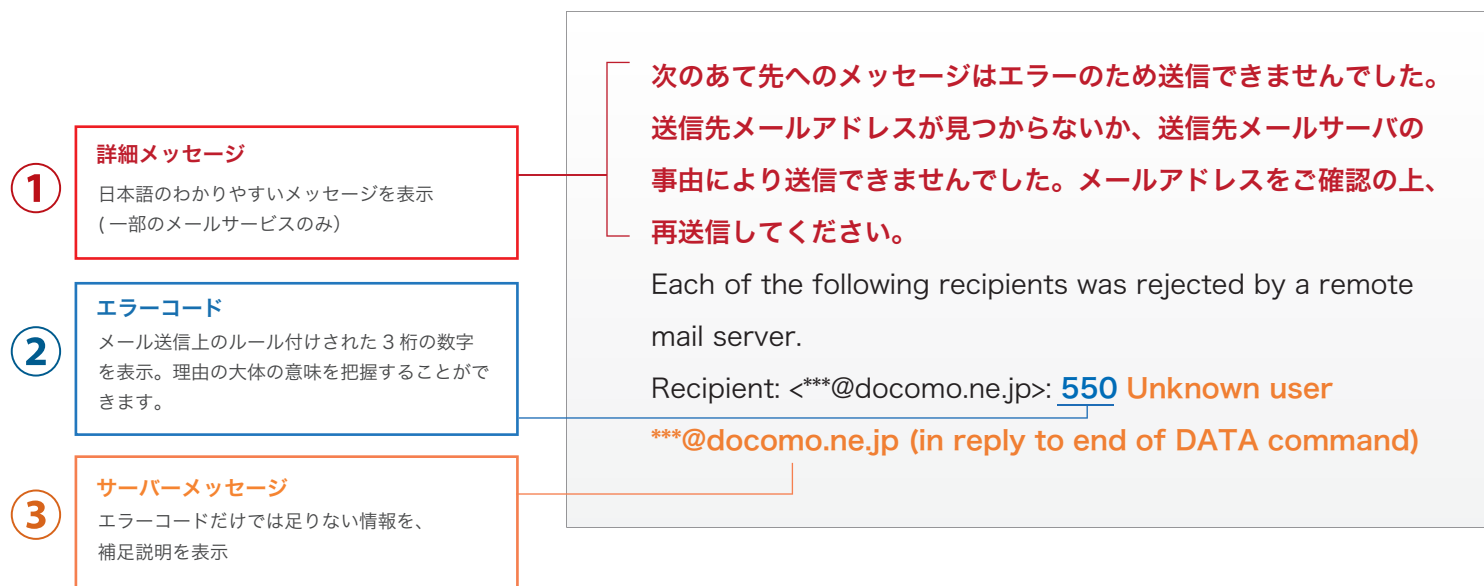 ① 詳細メッセージ
日本語のわかりやすいメッセージを表示
( 一部のメールサービスのみ）
② エラーコード
メール送信上のルール付けされた 3 桁の数字
を表示。理由の大体の意味を把握することがで
きます。
③ サーバーメッセージ
エラーコードだけでは足りない情報を、
補足説明を表示
次のあて先へのメッセージはエラーのため送信できませんでした。
送信先メールアドレスが見つからないか、送信先メールサーバの
事由により送信できませんでした。メールアドレスをご確認の上、
再送信してください。
Each of the following recipients was rejected by a remote
mail server.
Recipient: <***@docomo.ne.jp>: 550 Unknown user
***@docomo.ne.jp (in reply to end of DATA command)